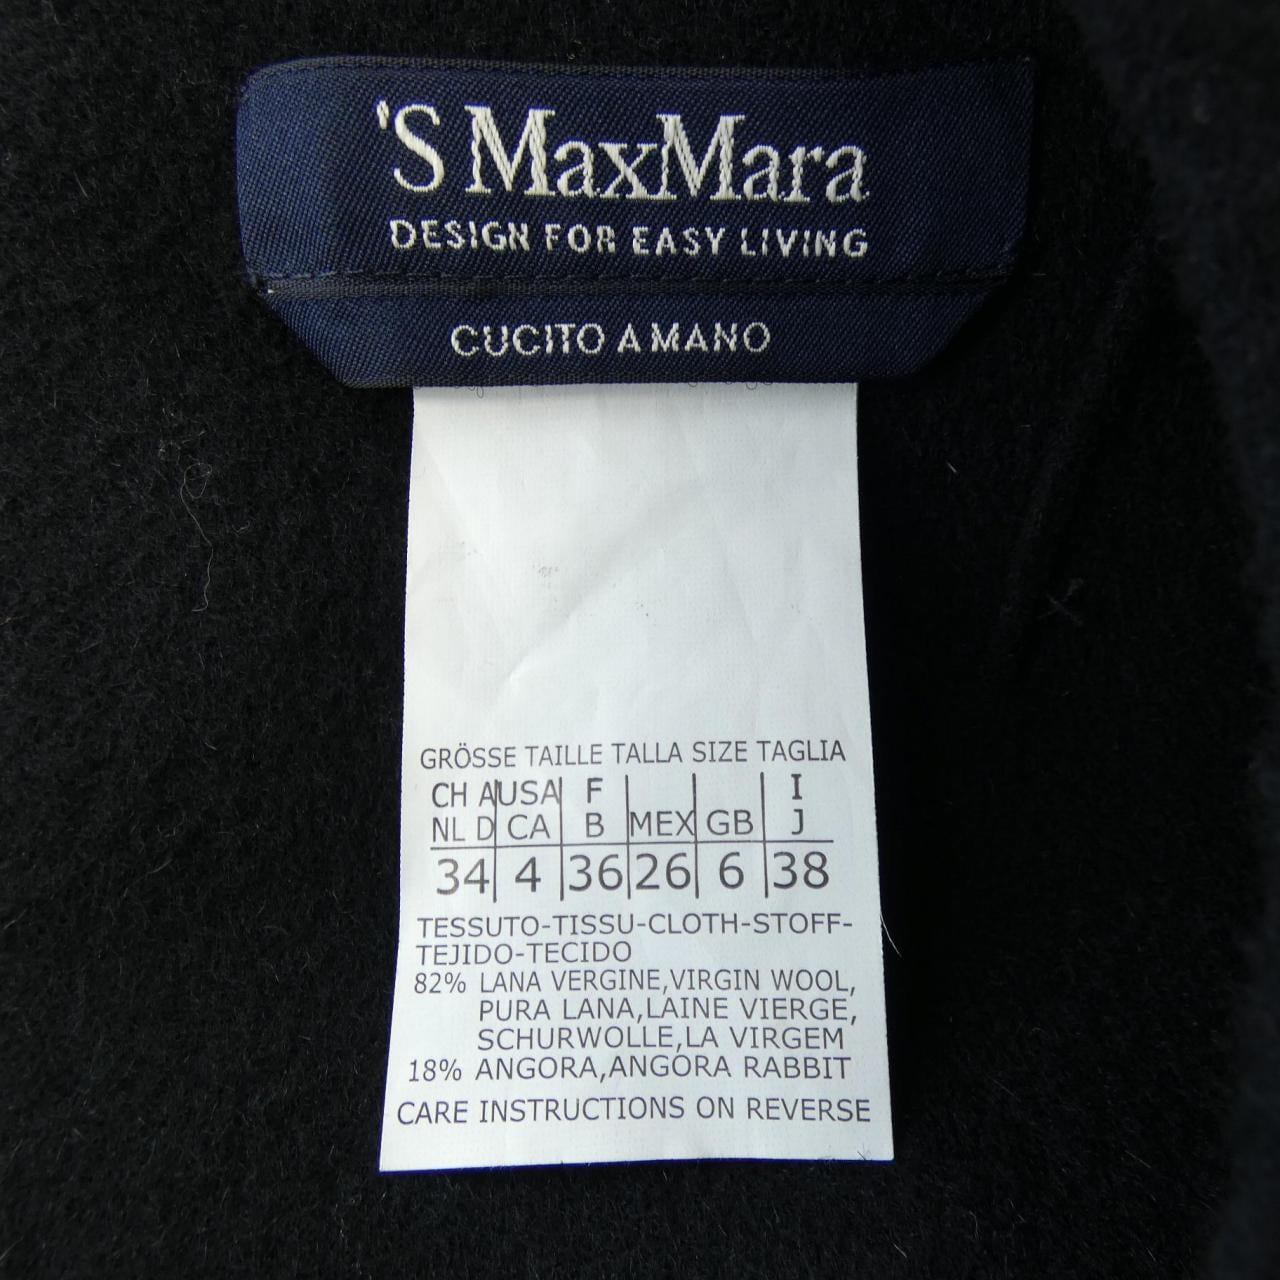 'S MaxMara
DESIGN FOR EASY LIVING
CUCITO A MANO
GRÖSSE TAILLE TALLA SIZE TAGLIA
CH A USA F I
NL D CA B MEX GB J
34 4 36 26 6 38
TESSUTO-TISSU-CLOTH-STOFF-
TEJIDO-TECIDO
82% LANA VERGINE,VIRGIN WOOL,
PURA LANA,LAINE VIERGE,
SCHURWOLLE,LA VIRGEM
18% ANGORA,ANGORA RABBIT
CARE INSTRUCTIONS ON REVERSE